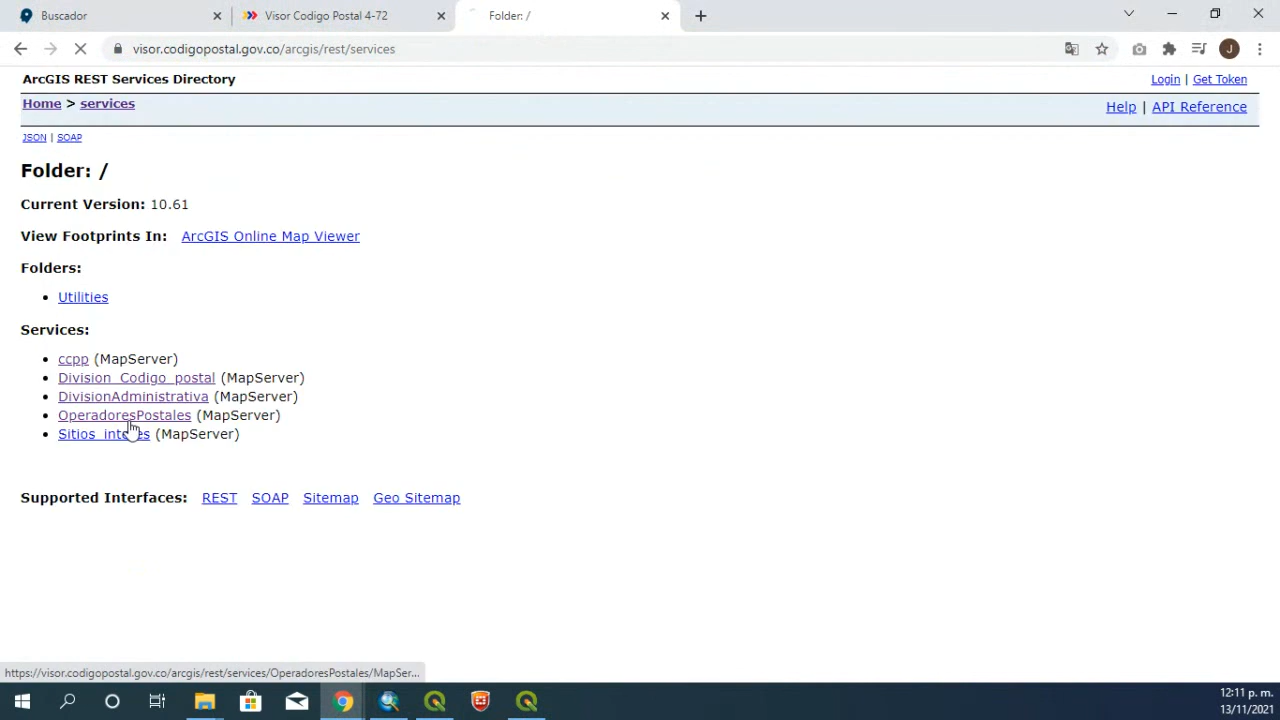 Buscador
Visor Codigo Postal 4-72
Folder: /
visor.codigopostal.gov.co/arcgis/rest/services
J
ArcGIS REST Services Directory
Login | Get Token
Home > services
Help | API Reference
JSON | SOAP
Folder: /
Current Version: 10.61
View Footprints In: ArcGIS Online Map Viewer
Folders:
• Utilities
Services:
• ccpp (MapServer)
• Division_Codigo_postal (MapServer)
• DivisionAdministrativa (MapServer)
• OperadoresPostales (MapServer)
• Sitios_interes (MapServer)
Supported Interfaces: REST SOAP Sitemap Geo Sitemap
https://visor.codigopostal.gov.co/arcgis/rest/services/OperadoresPostales/MapSer...
12:11 p. m.
13/11/2021